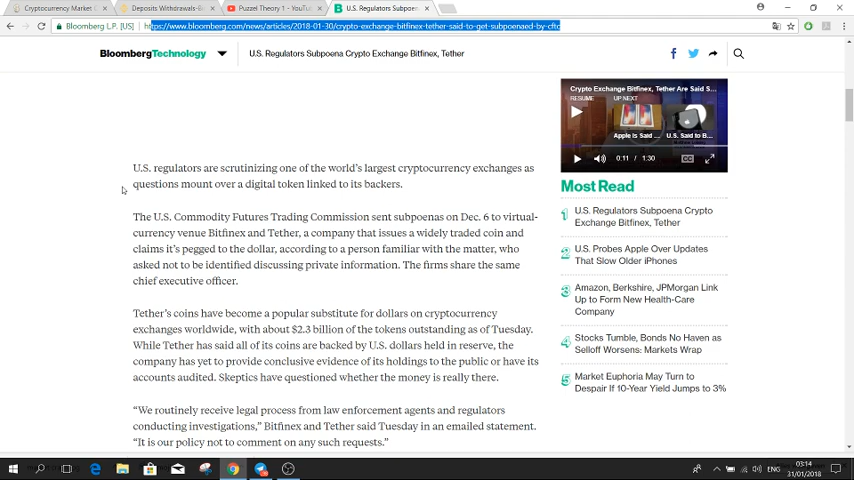 Cryptocurrency Market C
Deposits Withdrawals-B
Puzzel Theory 1 - YouTu
U.S. Regulators Subpoen
Bloomberg L.P. [US]
https://www.bloomberg.com/news/articles/2018-01-30/crypto-exchange-bitfinex-tether-said-to-get-subpoenaed-by-cftc
BloombergTechnology
U.S. Regulators Subpoena Crypto Exchange Bitfinex, Tether
Crypto Exchange Bitfinex, Tether Are Said S...
RESUME
UP NEXT
Apple is Said ...
U.S. Said to B...
0:11 / 1:30
CC
U.S. regulators are scrutinizing one of the world's largest cryptocurrency exchanges as
questions mount over a digital token linked to its backers.
The U.S. Commodity Futures Trading Commission sent subpoenas on Dec. 6 to virtual-
currency venue Bitfinex and Tether, a company that issues a widely traded coin and
claims it's pegged to the dollar, according to a person familiar with the matter, who
asked not to be identified discussing private information. The firms share the same
chief executive officer.
Tether's coins have become a popular substitute for dollars on cryptocurrency
exchanges worldwide, with about $2.3 billion of the tokens outstanding as of Tuesday.
While Tether has said all of its coins are backed by U.S. dollars held in reserve, the
company has yet to provide conclusive evidence of its holdings to the public or have its
accounts audited. Skeptics have questioned whether the money is really there.
"We routinely receive legal process from law enforcement agents and regulators
conducting investigations," Bitfinex and Tether said Tuesday in an emailed statement.
"It is our policy not to comment on any such requests."
Most Read
1 U.S. Regulators Subpoena Crypto
Exchange Bitfinex, Tether
2 U.S. Probes Apple Over Updates
That Slow Older iPhones
3 Amazon, Berkshire, JPMorgan Link
Up to Form New Health-Care
Company
4 Stocks Tumble, Bonds No Haven as
Selloff Worsens: Markets Wrap
5 Market Euphoria May Turn to
Despair If 10-Year Yield Jumps to 3%
ENG
03:14
31/01/2018